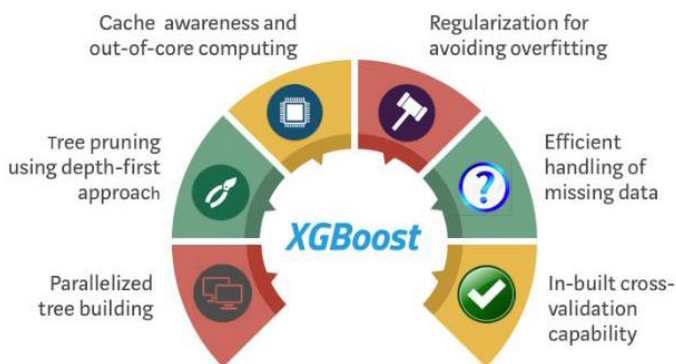 Cache awareness and
out-of-core computing
Regularization for
avoiding overfitting
Tree pruning
using depth-first
approach
Efficient
handling of
missing data
?
XGBoost
Parallelized
tree building
In-built cross-
validation
capability